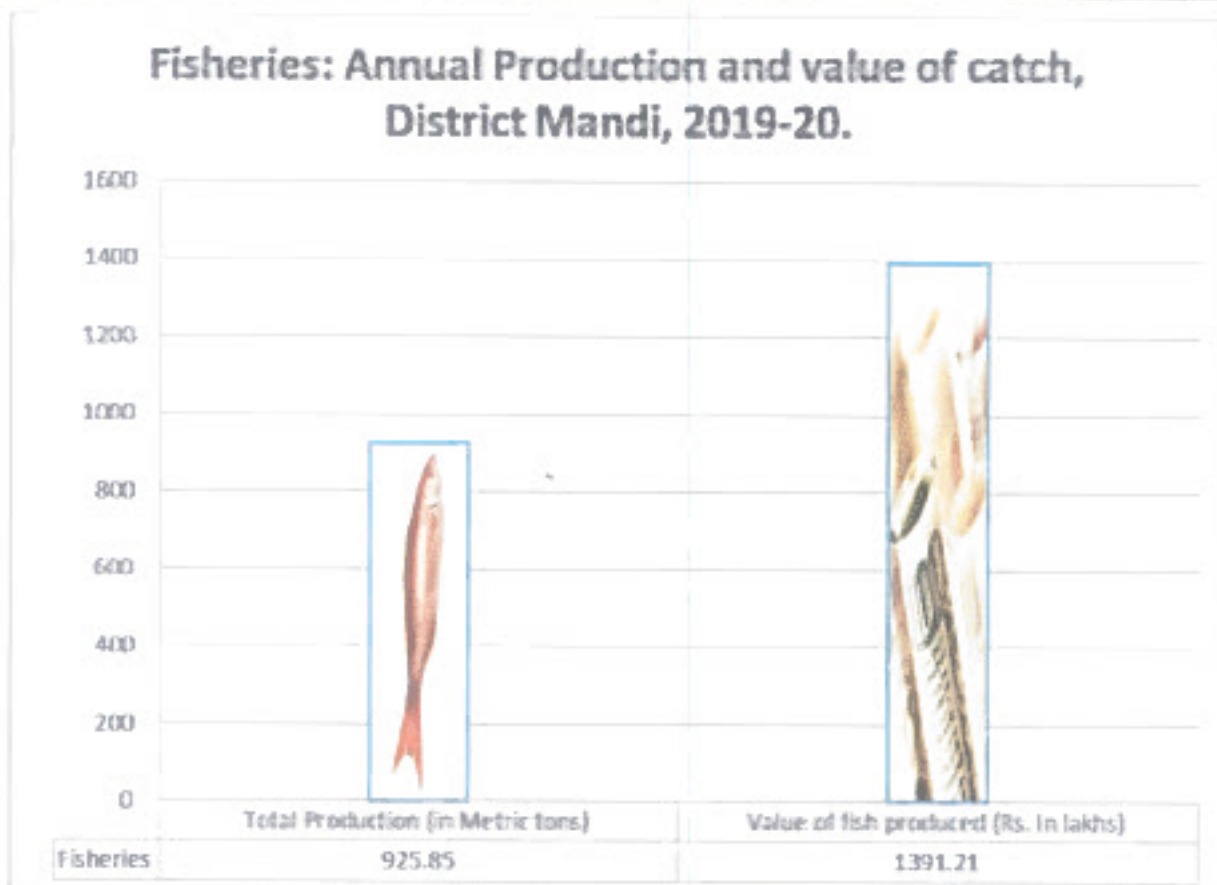 Fisheries: Annual Production and value of catch,
District Mandi, 2019-20.
1600
1400
1200
1000
800
600
400
200
0
Total Production (in Metric tons)
Value of fish produced (Rs. In lakhs)
Fisheries
925.85
1391.21